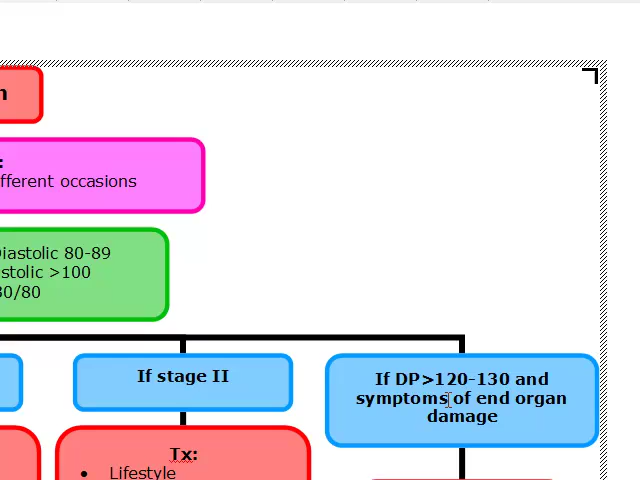 n
:
fferent occasions
iastolic 80-89
stolic >100
30/80
If stage II
If DP>120-130 and
symptoms of end organ
damage
Tx:
• Lifestyle